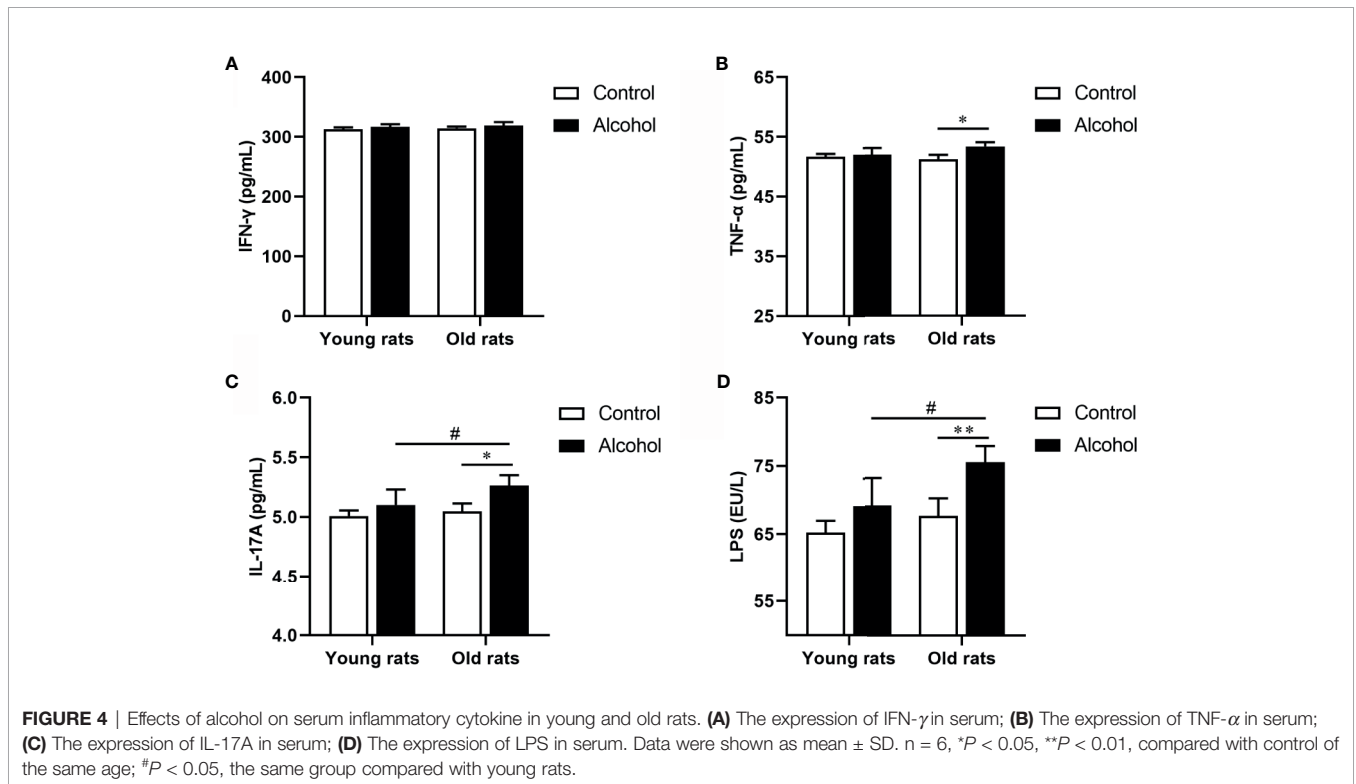 A
400
300
200
100
0
IFN-γ (pg/mL)
Control
Alcohol
Young rats
Old rats
B
65
55
45
35
25
TNF-α (pg/mL)
*
Control
Alcohol
Young rats
Old rats
C
6.0
5.5
5.0
4.5
4.0
IL-17A (pg/mL)
#
*
Control
Alcohol
Young rats
Old rats
D
85
75
65
55
LPS (EU/L)
#
**
Control
Alcohol
Young rats
Old rats
FIGURE 4 | Effects of alcohol on serum inflammatory cytokine in young and old rats. (A) The expression of IFN-γ in serum; (B) The expression of TNF-α in serum;
(C) The expression of IL-17A in serum; (D) The expression of LPS in serum. Data were shown as mean ± SD. n = 6, *P < 0.05, **P < 0.01, compared with control of
the same age; #P < 0.05, the same group compared with young rats.